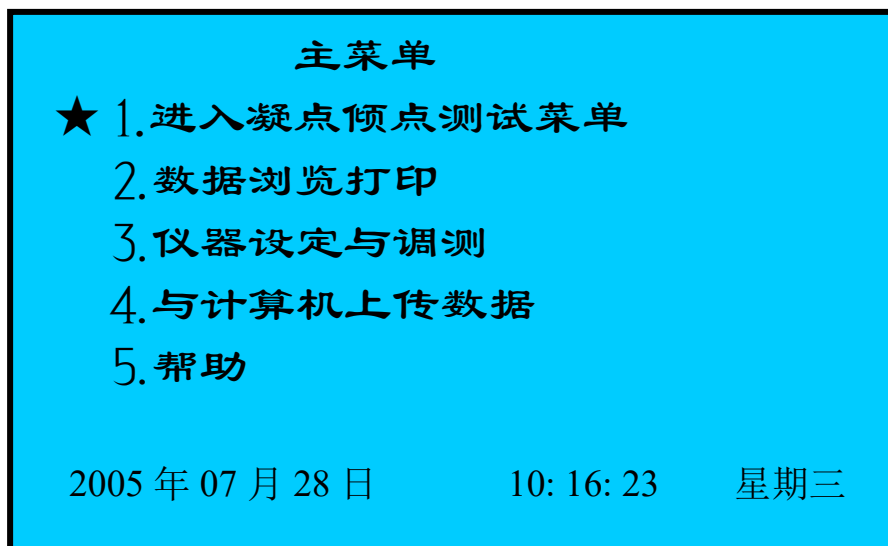 主菜单
★ 1.进入凝点倾点测试菜单
2.数据浏览打印
3.仪器设定与调测
4.与计算机上传数据
5.帮助
2005 年 07 月 28 日 10: 16: 23 星期三